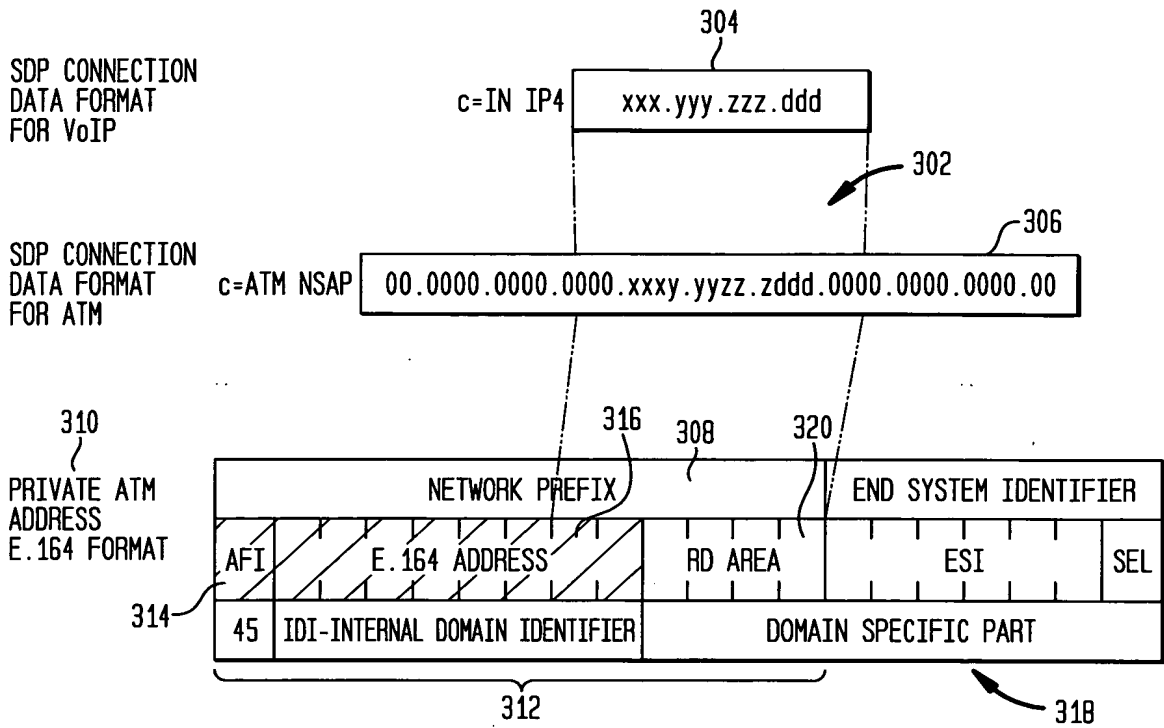 304
SDP CONNECTION
DATA FORMAT
FOR VoIP
c=IN IP4
xxx.yyy.zzz.ddd
302
306
SDP CONNECTION
DATA FORMAT
FOR ATM
c=ATM NSAP
00.0000.0000.0000.xxxy.yyzz.zddd.0000.0000.0000.00
310
316
308
320
PRIVATE ATM
ADDRESS
E.164 FORMAT
NETWORK PREFIX
END SYSTEM IDENTIFIER
AFI
E.164 ADDRESS
RD AREA
ESI
SEL
314
45
IDI-INTERNAL DOMAIN IDENTIFIER
DOMAIN SPECIFIC PART
312
318